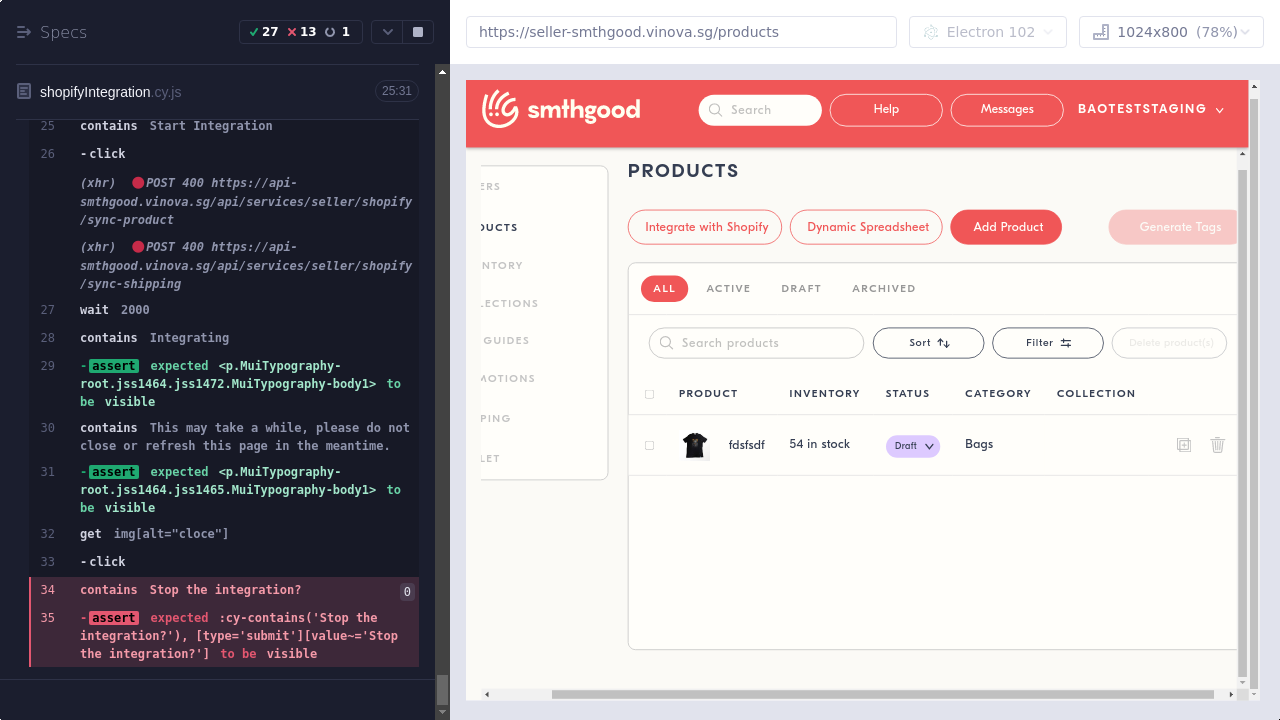 Specs
27
13
1
https://seller-smthgood.vinova.sg/products
Electron 102
1024x800 (78%)
shopifyIntegration.cy.js
25:31
25 contains Start Integration
26 -click
(xhr) POST 400 https://api-
smthgood.vinova.sg/api/services/seller/shopify
/sync-product
(xhr) POST 400 https://api-
smthgood.vinova.sg/api/services/seller/shopify
/sync-shipping
27 wait 2000
28 contains Integrating
29 -assert expected <p.MuiTypography-
root.jss1464.jss1472.MuiTypography-body1> to
be visible
30 contains This may take a while, please do not
close or refresh this page in the meantime.
31 -assert expected <p.MuiTypography-
root.jss1464.jss1465.MuiTypography-body1> to
be visible
32 get img[alt="cloce"]
33 -click
34 contains Stop the integration? 0
35 -assert expected :cy-contains('Stop the
integration?'), [type='submit'][value~='Stop
the integration?'] to be visible
smthgood
Search
Help
Messages
BAOTESTSTAGING
ERS
DUCTS
NTORY
LECTIONS
GUIDES
MOTIONS
PING
LET
PRODUCTS
Integrate with Shopify
Dynamic Spreadsheet
Add Product
Generate Tags
ALL ACTIVE DRAFT ARCHIVED
Search products
Sort
Filter
Delete product(s)
PRODUCT INVENTORY STATUS CATEGORY COLLECTION
fdsfsdf 54 in stock Draft Bags